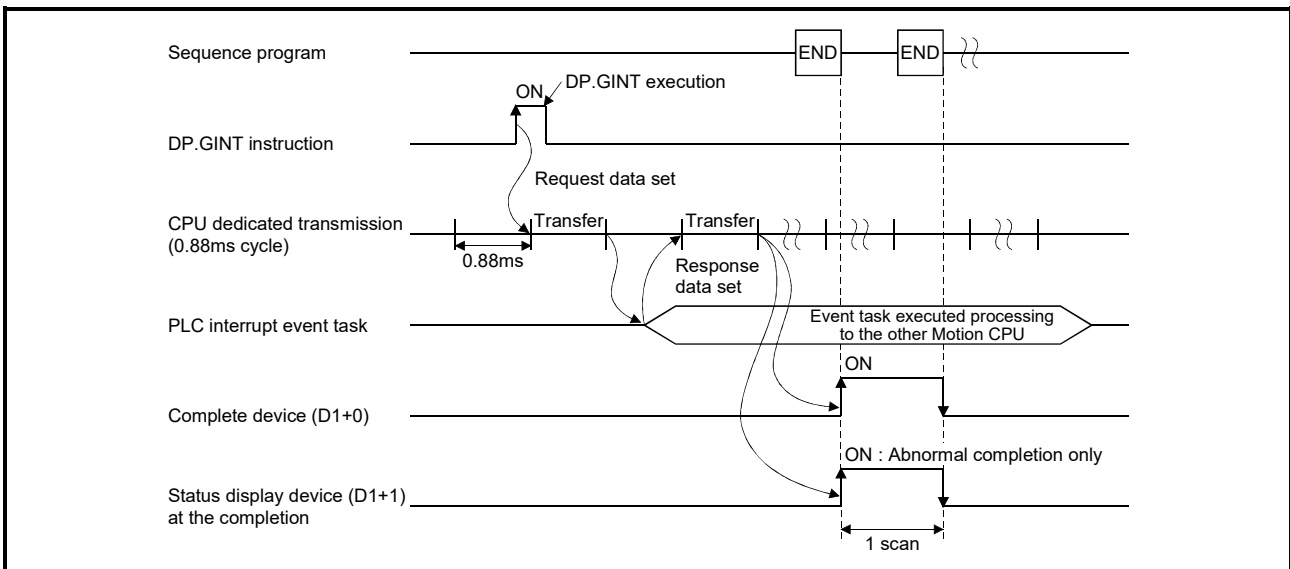 Sequence program
END
END
ON
DP.GINT execution
DP.GINT instruction
Request data set
CPU dedicated transmission
(0.88ms cycle)
Transfer
Transfer
0.88ms
Response
data set
PLC interrupt event task
Event task executed processing
to the other Motion CPU
ON
Complete device (D1+0)
ON : Abnormal completion only
Status display device (D1+1)
at the completion
1 scan